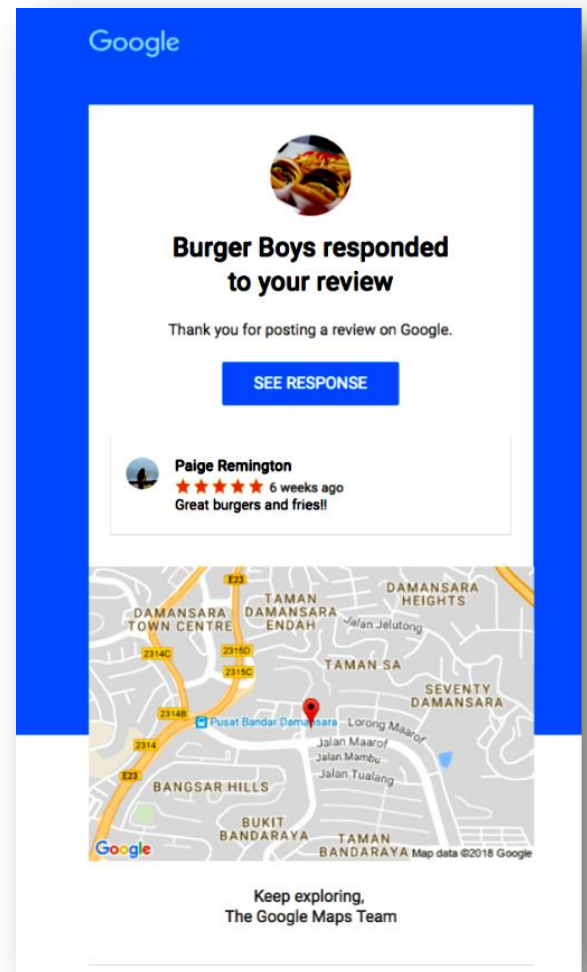 Google
Burger Boys responded
to your review
Thank you for posting a review on Google.
SEE RESPONSE
Paige Remington
6 weeks ago
Great burgers and fries!!
E23
DAMANSARA
HEIGHTS
TAMAN
DAMANSARA
ENDAH
DAMANSARA
TOWN CENTRE
Jalan Jelutong
2314C
2315D
2315C
TAMAN SA
SEVENTY
DAMANSARA
2314B
Pusat Bandar Damansara
Lorong Maarof
2314
Jalan Maarof
Jalan Mambu
Jalan Tualang
E23
BANGSAR HILLS
BUKIT
BANDARAYA
TAMAN
BANDARAYA
Google
Map data ©2018 Google
Keep exploring,
The Google Maps Team